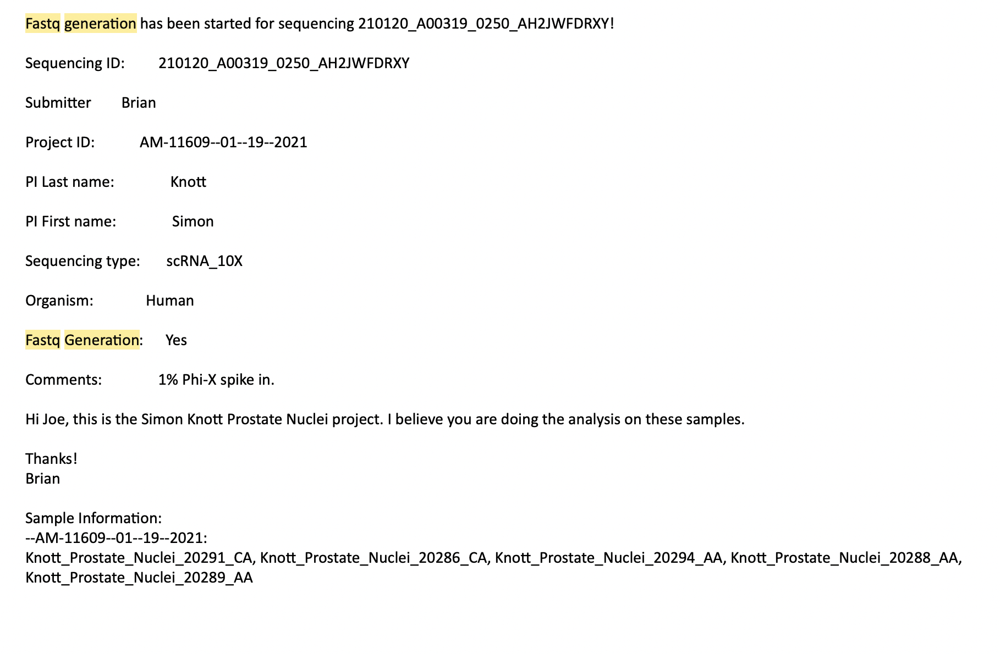 Fastq generation has been started for sequencing 210120_A00319_0250_AH2JWFDRXY!
Sequencing ID: 210120_A00319_0250_AH2JWFDRXY
Submitter Brian
Project ID: AM-11609--01--19--2021
PI Last name: Knott
PI First name: Simon
Sequencing type: scRNA_10X
Organism: Human
Fastq Generation: Yes
Comments: 1% Phi-X spike in.
Hi Joe, this is the Simon Knott Prostate Nuclei project. I believe you are doing the analysis on these samples.
Thanks!
Brian
Sample Information:
--AM-11609--01--19--2021:
Knott_Prostate_Nuclei_20291_CA, Knott_Prostate_Nuclei_20286_CA, Knott_Prostate_Nuclei_20294_AA, Knott_Prostate_Nuclei_20288_AA,
Knott_Prostate_Nuclei_20289_AA